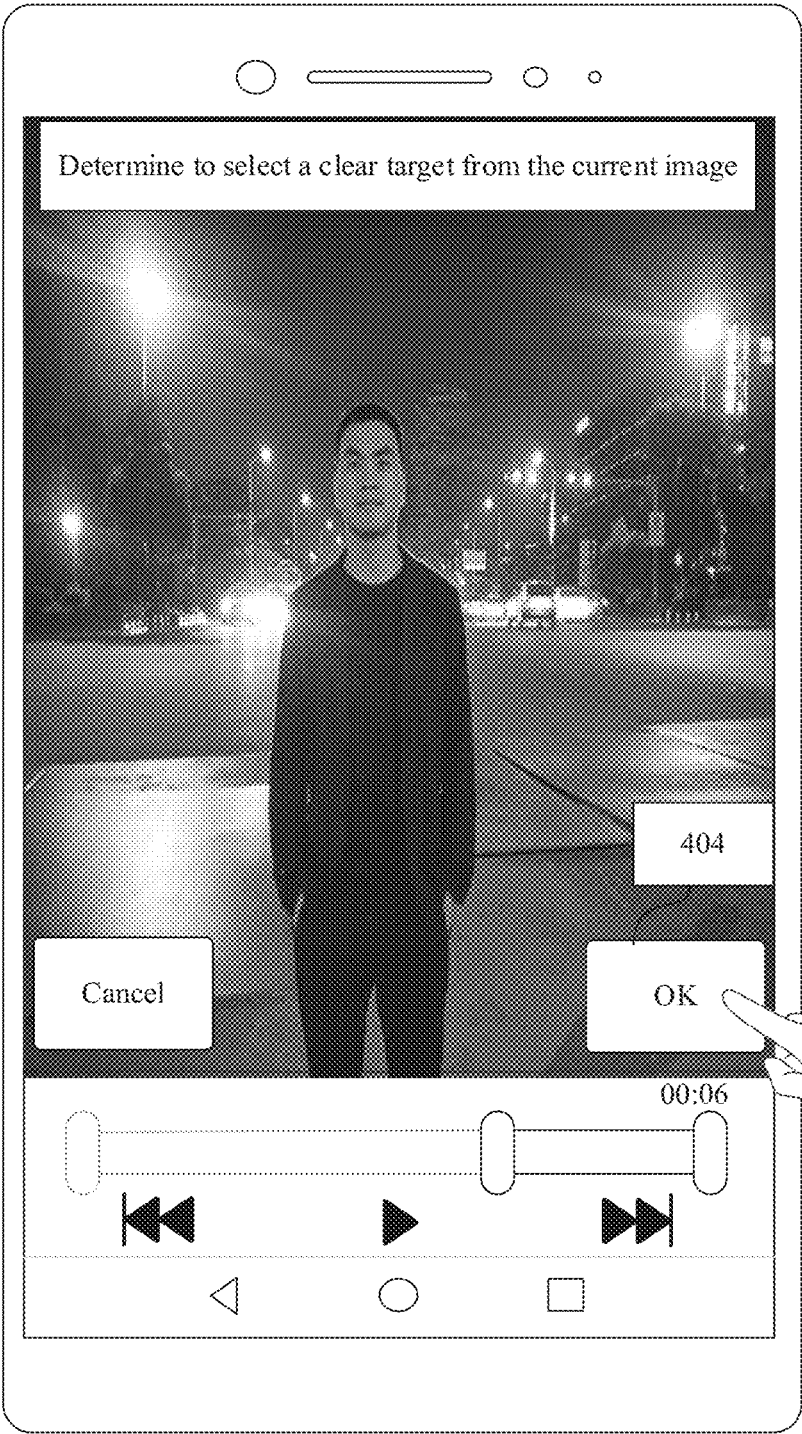 Determine to select a clear target from the current image
404
Cancel
OK
00:06